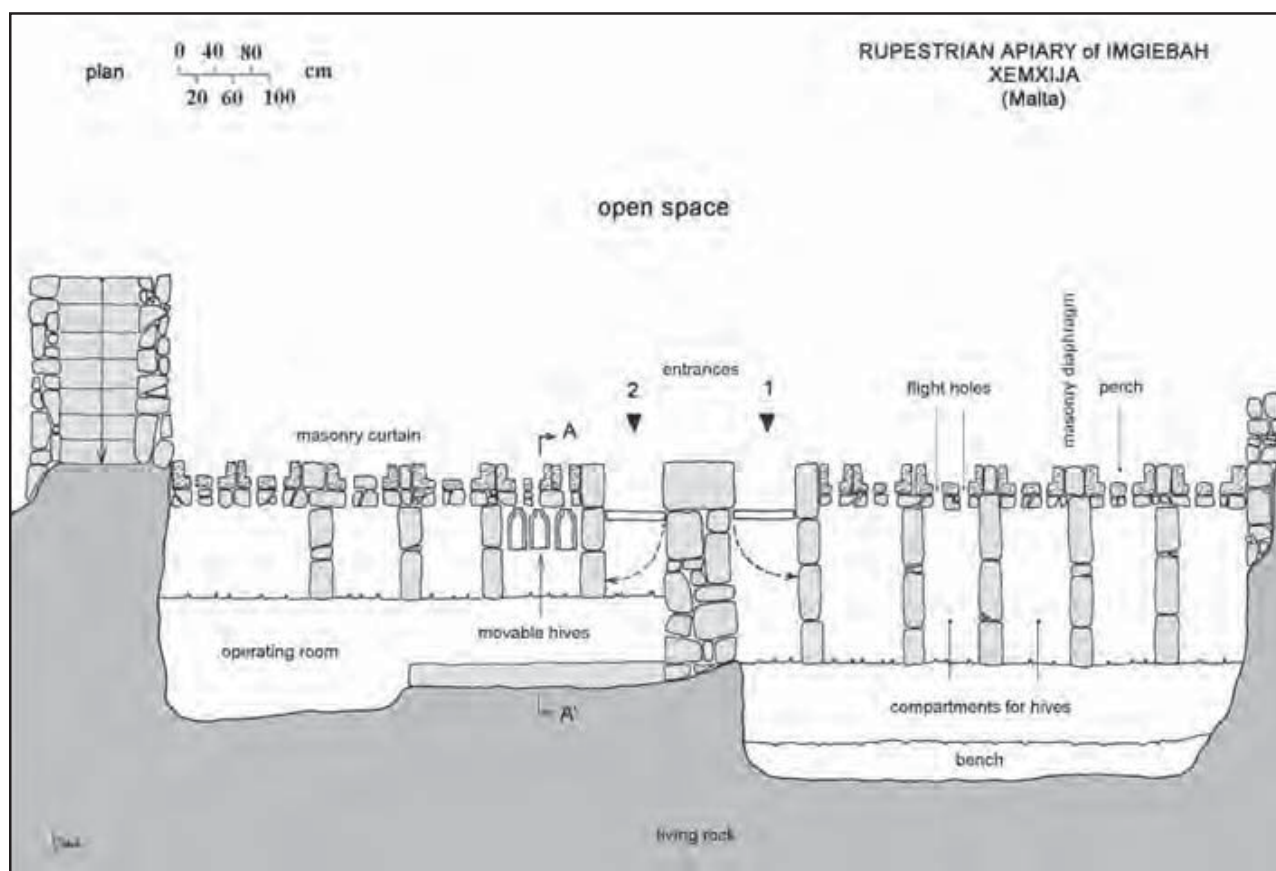 plan
0 40 80 cm
20 60 100
RUPESTRIAN APIARY of IMGIEBAH
XEMXIJA
(Malta)
open space
masonry diaphragm
entrances
2
1
flight holes
perch
masonry curtain
A
movable hives
operating room
A'
compartments for hives
bench
living rock